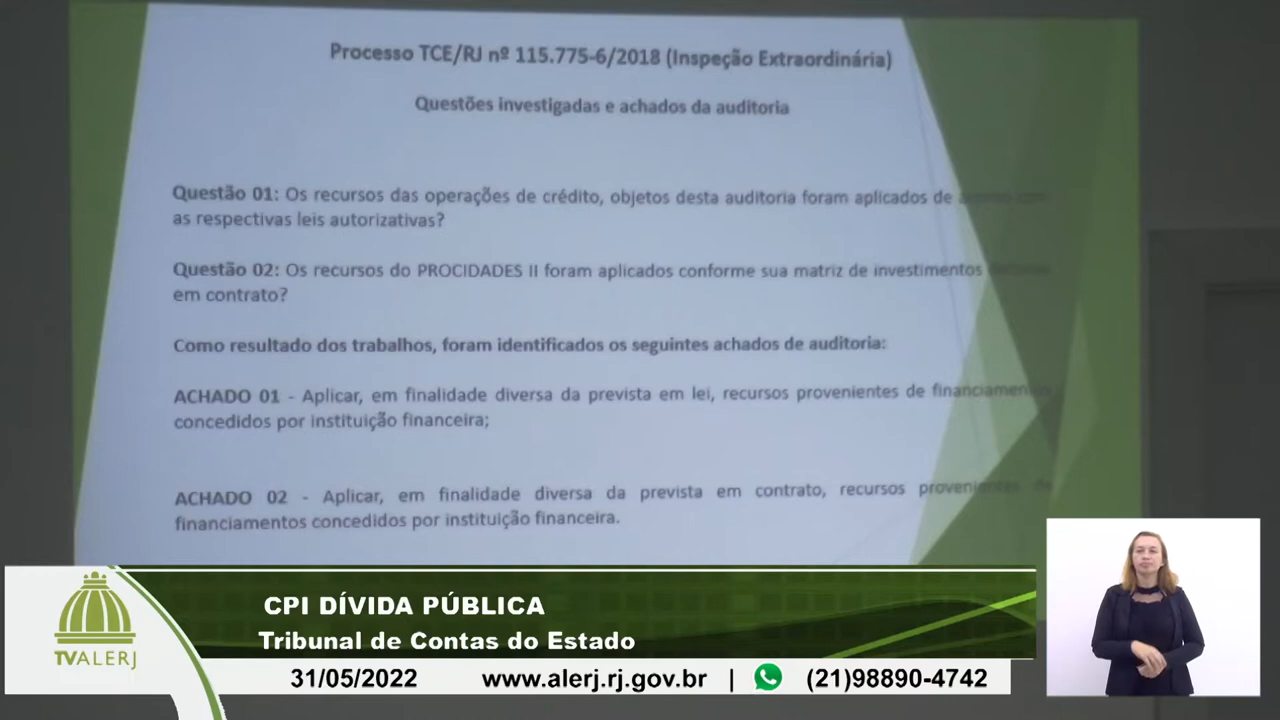 Processo TCE/RJ nº 115.775-6/2018 (Inspeção Extraordinária)
Questões investigadas e achados da auditoria
Questão 01: Os recursos das operações de crédito, objetos desta auditoria foram aplicados de
as respectivas leis autorizativas?
Questão 02: Os recursos do PROCIDADES II foram aplicados conforme sua matriz de investimentos
em contrato?
Como resultado dos trabalhos, foram identificados os seguintes achados de auditoria:
ACHADO 01 - Aplicar, em finalidade diversa da prevista em lei, recursos provenientes de financiamentos
concedidos por instituição financeira;
ACHADO 02 - Aplicar, em finalidade diversa da prevista em contrato, recursos provenientes de
financiamentos concedidos por instituição financeira.
CPI DÍVIDA PÚBLICA
Tribunal de Contas do Estado
TVALERJ
31/05/2022 www.alerj.rj.gov.br | (21)98890-4742